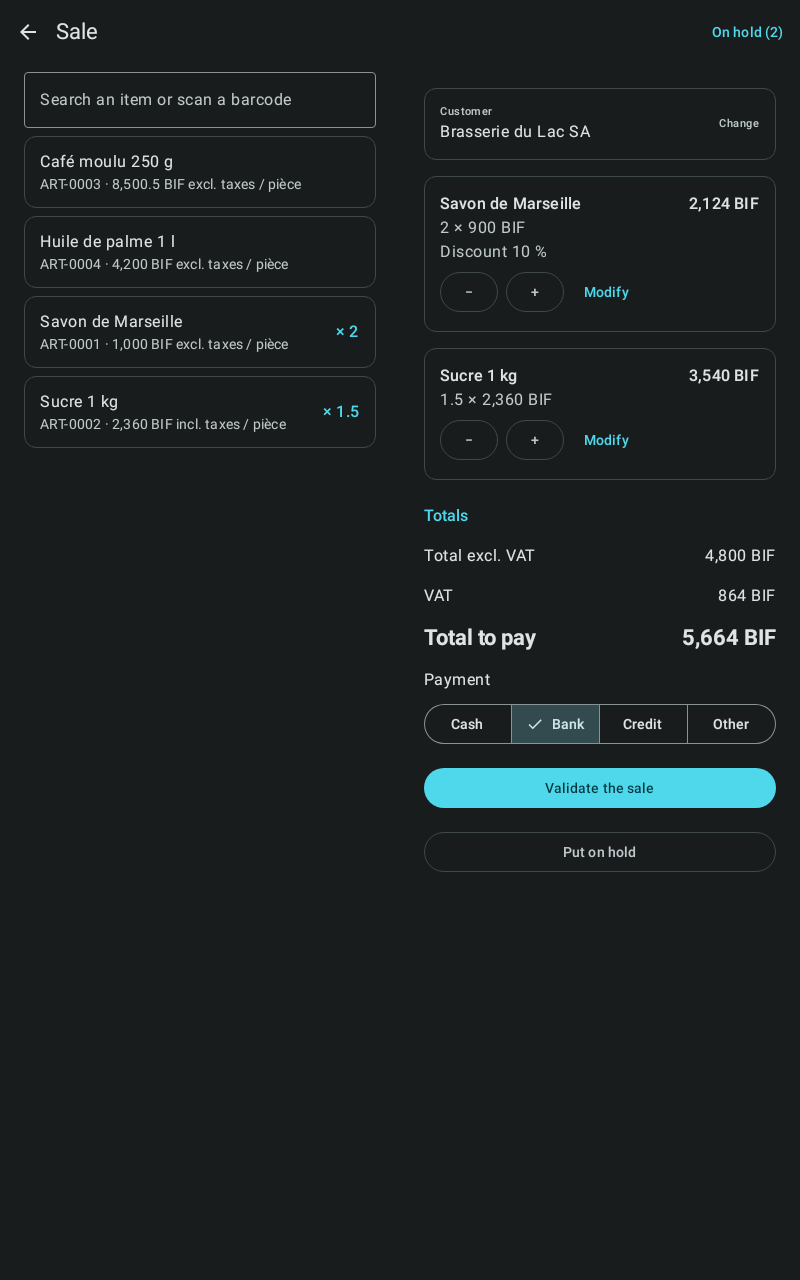 Sale
On hold (2)
Search an item or scan a barcode
Café moulu 250 g
ART-0003 · 8,500.5 BIF excl. taxes / pièce
Huile de palme 1 l
ART-0004 · 4,200 BIF excl. taxes / pièce
Savon de Marseille
ART-0001 · 1,000 BIF excl. taxes / pièce
× 2
Sucre 1 kg
ART-0002 · 2,360 BIF incl. taxes / pièce
× 1.5
Customer
Brasserie du Lac SA
Change
Savon de Marseille 2,124 BIF
2 × 900 BIF
Discount 10 %
− + Modify
Sucre 1 kg 3,540 BIF
1.5 × 2,360 BIF
− + Modify
Totals
Total excl. VAT 4,800 BIF
VAT 864 BIF
Total to pay 5,664 BIF
Payment
Cash Bank Credit Other
Validate the sale
Put on hold